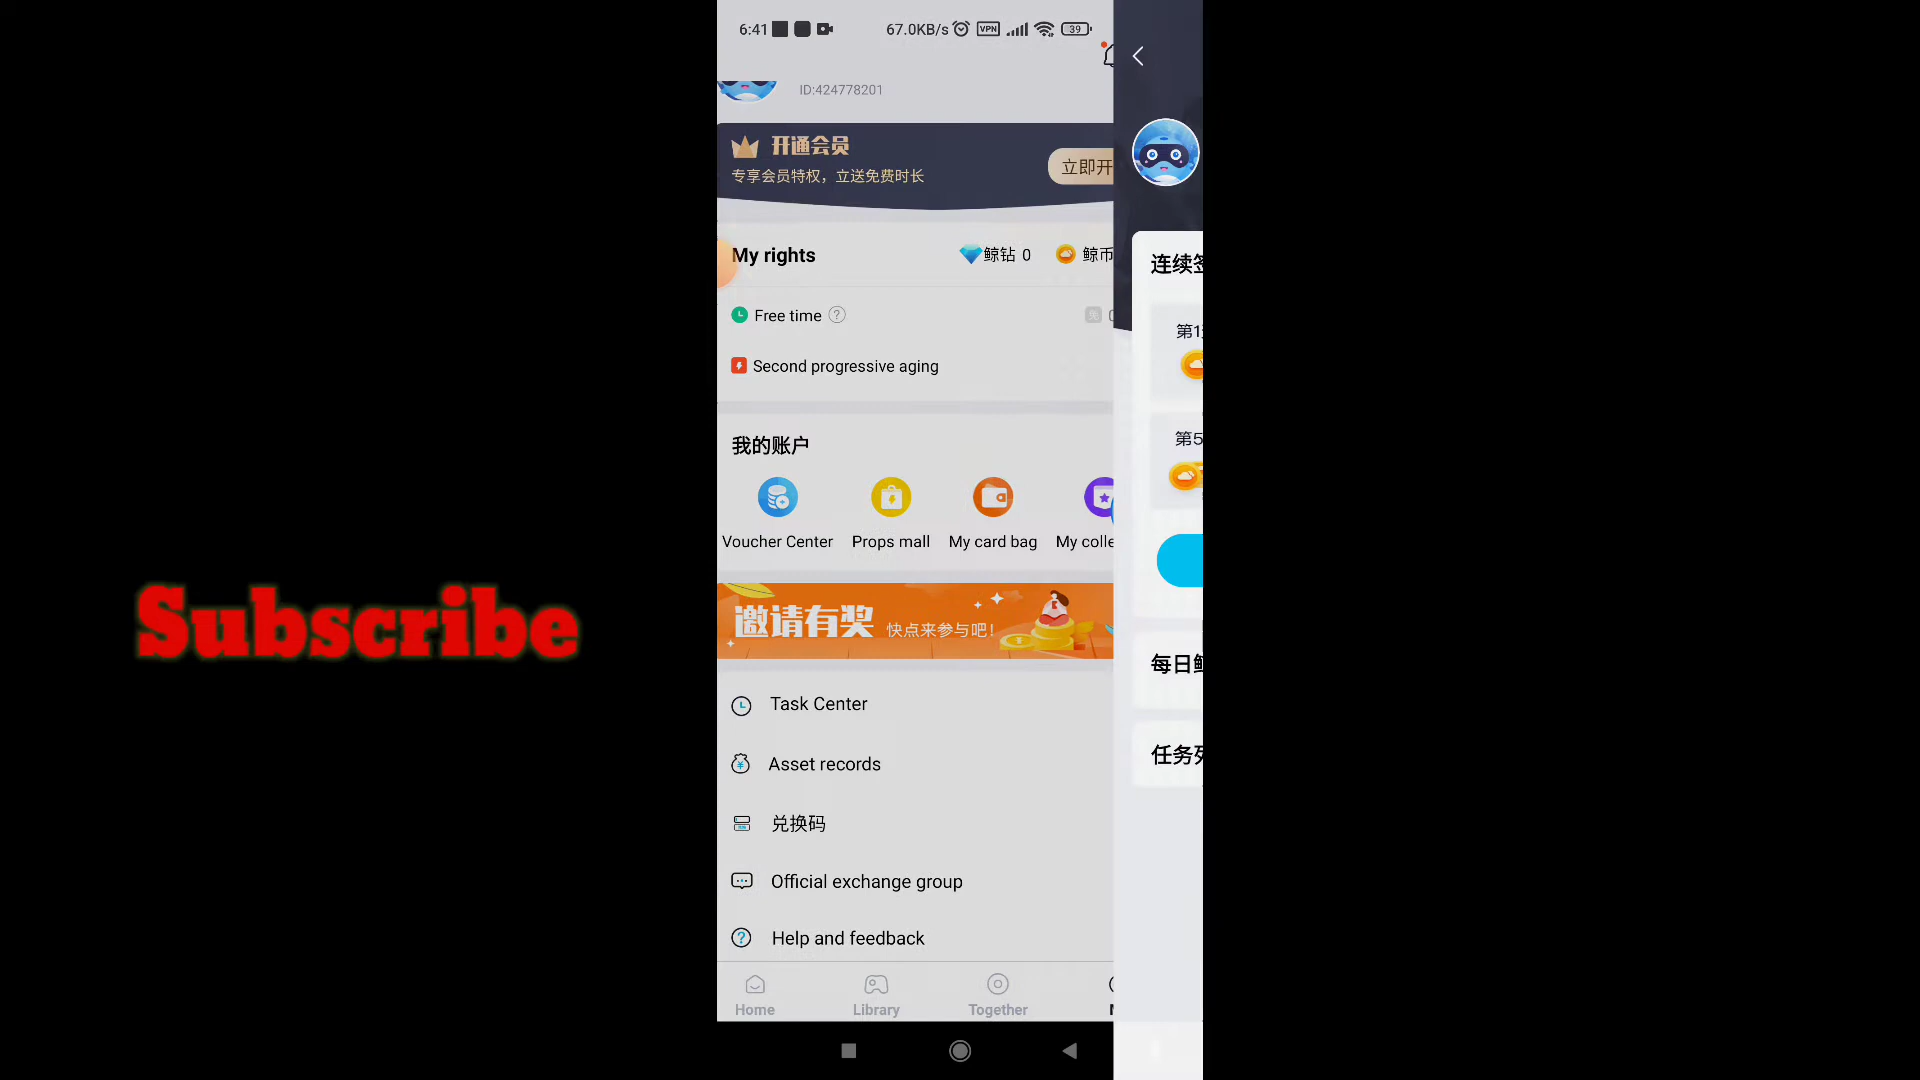 6:41
67.0KB/s
VPN
39
ID:424778201
开通会员
专享会员特权，立送免费时长
立即开
My rights
鲸钻 0
鲸币
Free time
Second progressive aging
我的账户
Voucher Center
Props mall
My card bag
My colle
邀请有奖
快点来参与吧！
Task Center
Asset records
兑换码
Official exchange group
Help and feedback
Home
Library
Together
连续签
第1
第5
每日鲸
任务列
Subscribe